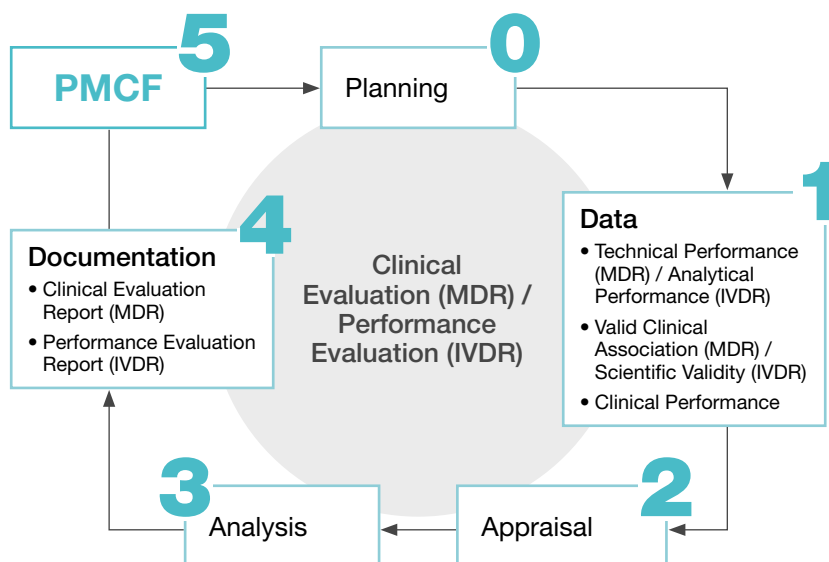 5
PMCF
0
Planning
1
Data
• Technical Performance
(MDR) / Analytical
Performance (IVDR)
• Valid Clinical
Association (MDR) /
Scientific Validity (IVDR)
• Clinical Performance
4
Documentation
• Clinical Evaluation
Report (MDR)
• Performance Evaluation
Report (IVDR)
Clinical
Evaluation (MDR) /
Performance
Evaluation (IVDR)
3
Analysis
2
Appraisal